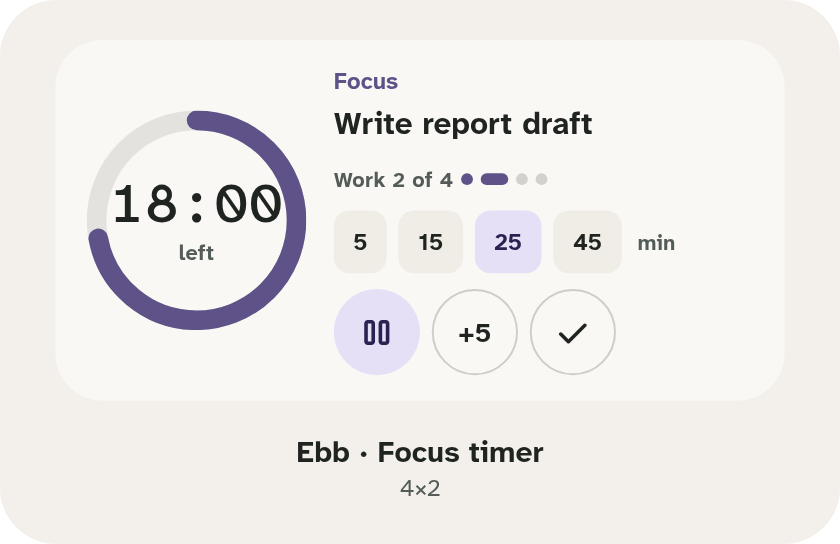 18:00
left
Focus
Write report draft
Work 2 of 4
5 15 25 45 min
+5
Ebb · Focus timer
4×2